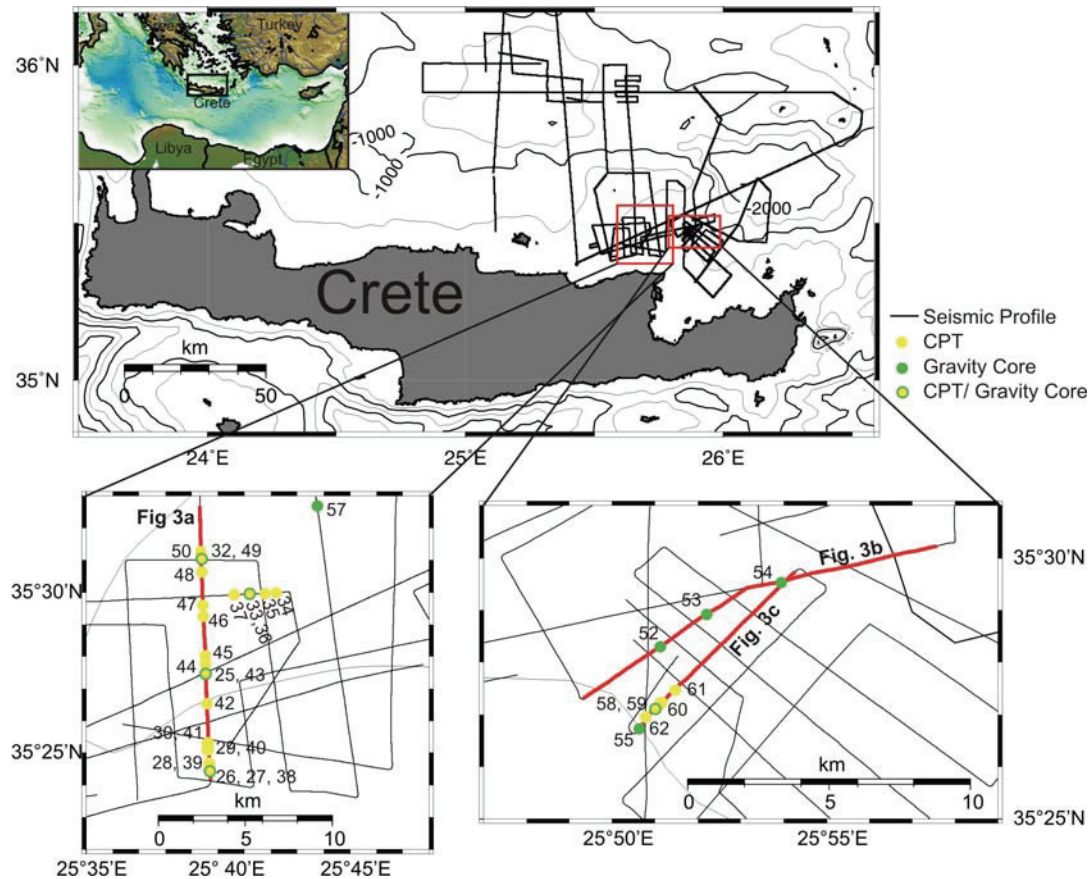 Greece
Turkey
Crete
Libya
Egypt
36˚N
35˚N
-1000
-1000
-2000
Crete
km
0 50
24˚E 25˚E 26˚E
Seismic Profile
CPT
Gravity Core
CPT/ Gravity Core
Fig 3a
57
50 32, 49
48
47
46
37
33, 36
35
34
45
44
25, 43
42
30, 41
29, 40
28, 39
26, 27, 38
35˚30'N
35˚25'N
km
0 5 10
25˚35'E 25˚ 40'E 25˚45'E
Fig. 3b
54
53
Fig. 3c
52
61
58, 59
60
62
55
km
0 5 10
35˚30'N
35˚25'N
25˚50'E 25˚55'E